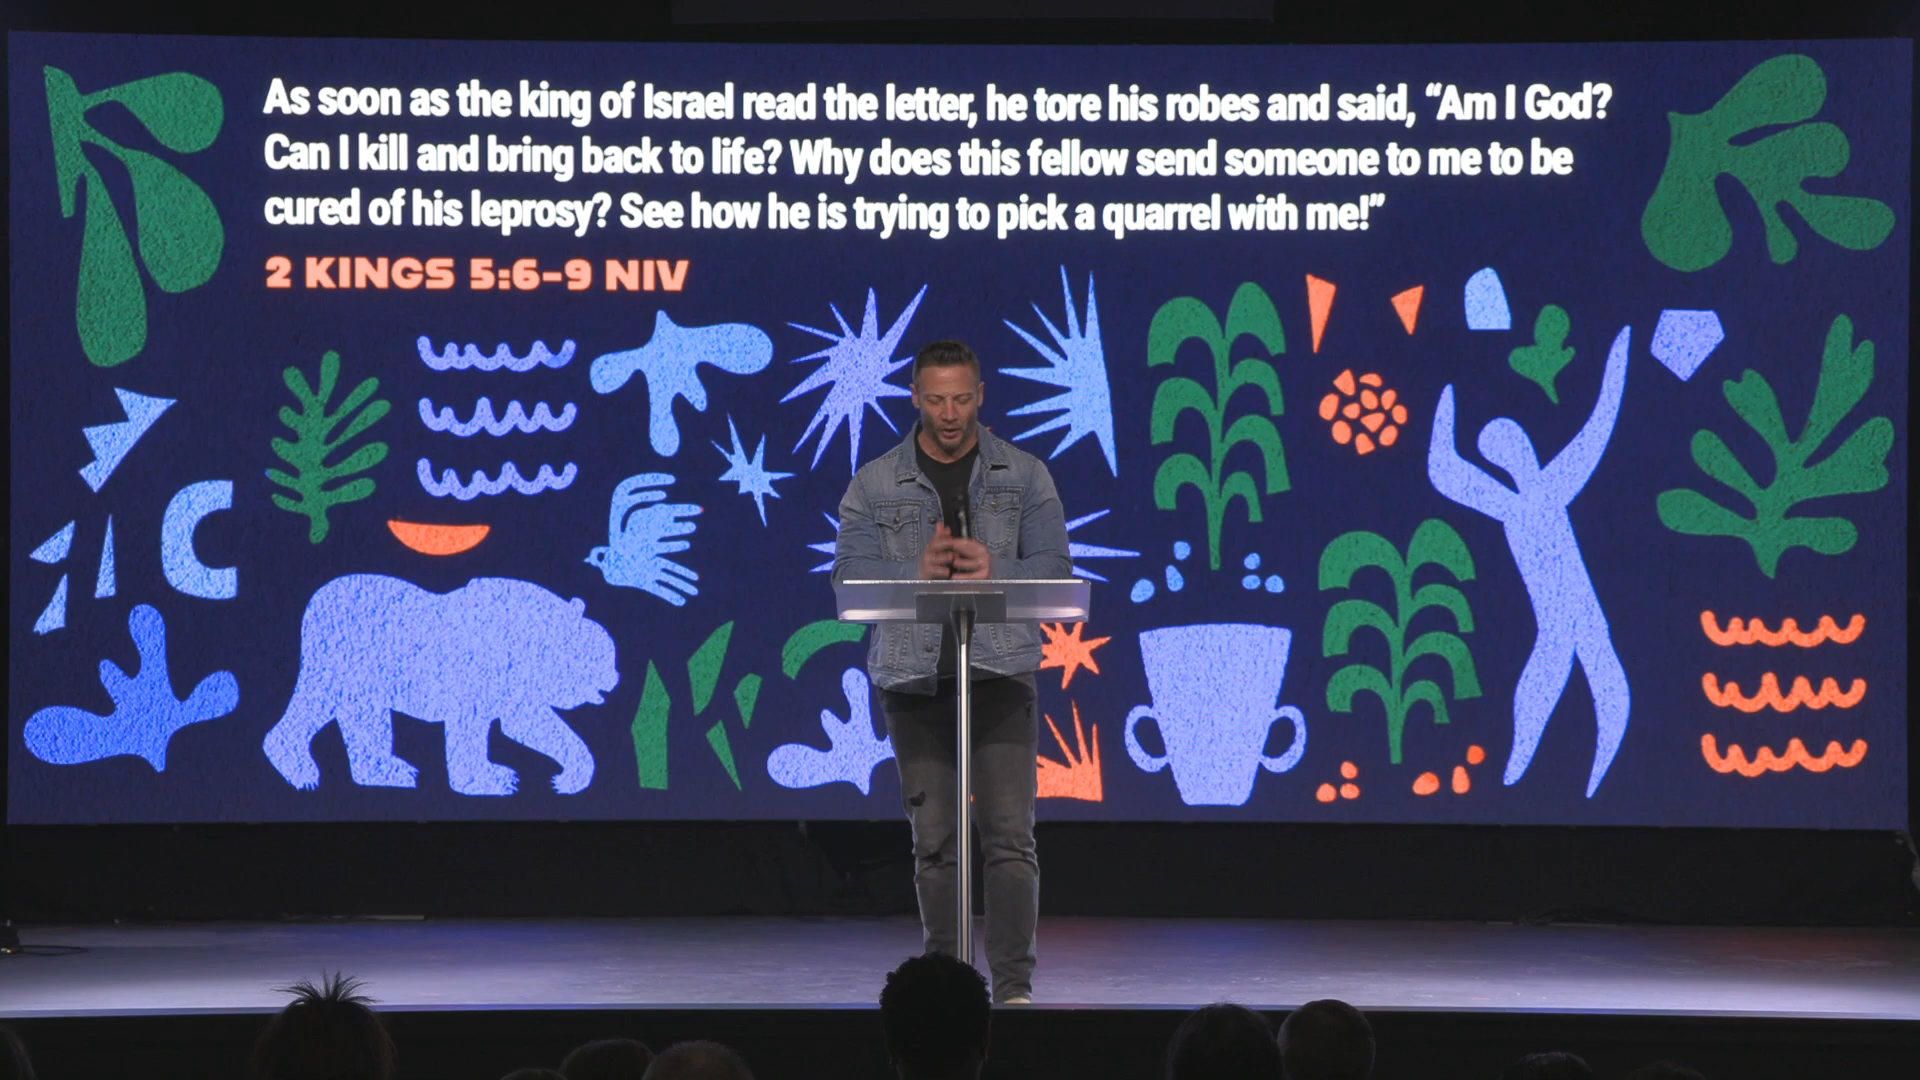 As soon as the king of Israel read the letter, he tore his robes and said, “Am I God?
Can I kill and bring back to life? Why does this fellow send someone to me to be
cured of his leprosy? See how he is trying to pick a quarrel with me!”
2 KINGS 5:6-9 NIV